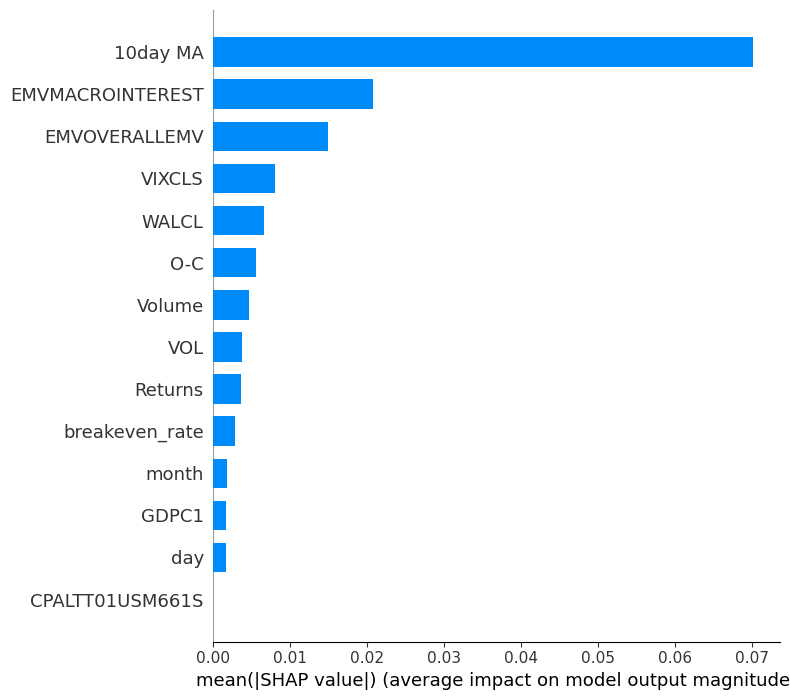 10day MA
EMVMACROINTEREST
EMVOVERALLEMV
VIXCLS
WALCL
O-C
Volume
VOL
Returns
breakeven_rate
month
GDPC1
day
CPALTT01USM661S
0.00 0.01 0.02 0.03 0.04 0.05 0.06 0.07
mean(|SHAP value|) (average impact on model output magnitude